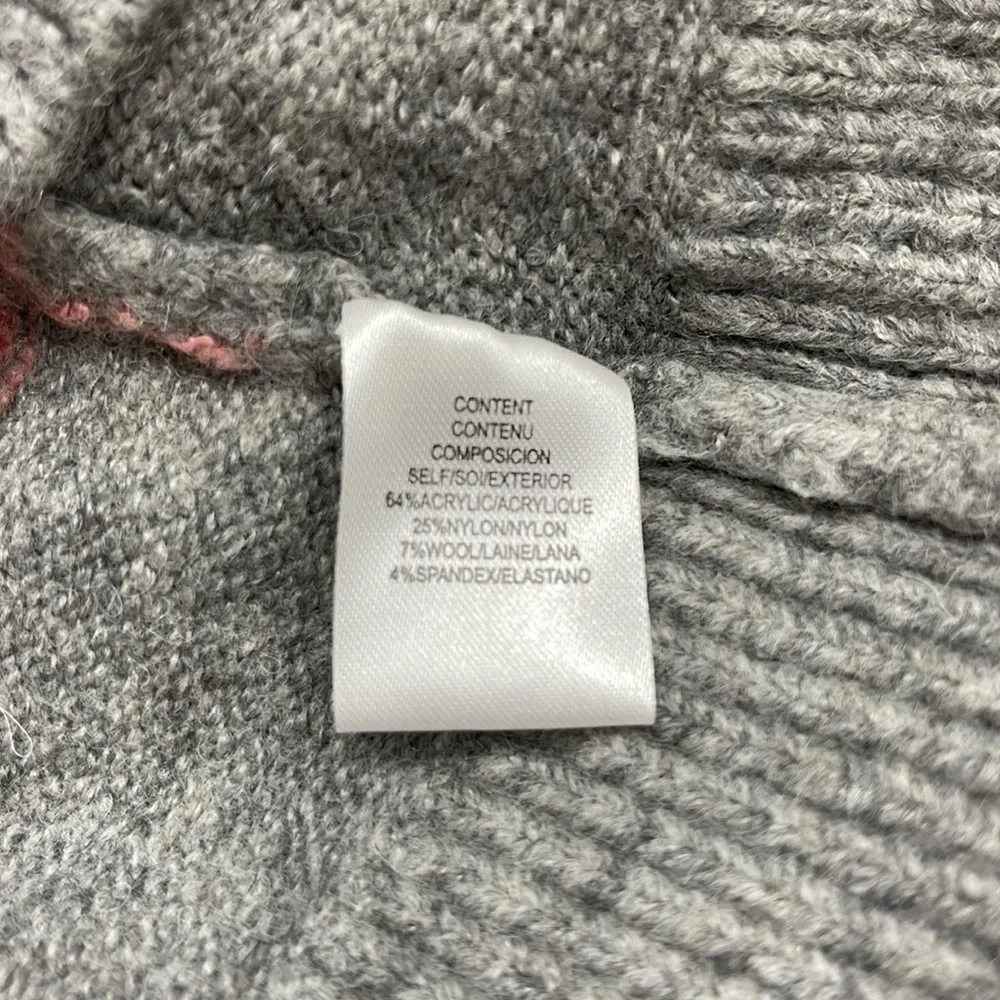 CONTENT
CONTENU
COMPOSICION
SELF/SOI/EXTERIOR
64%ACRYLIC/ACRYLIQUE
25%NYLON/NYLON
7%WOOL/LAINE/LANA
4%SPANDEX/ELASTANO